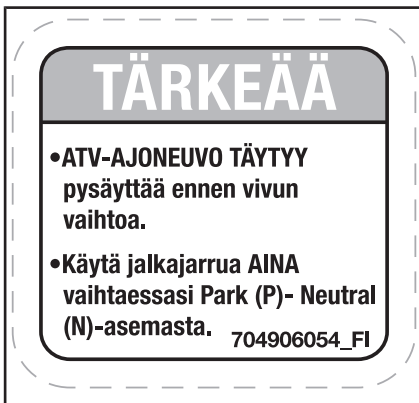 TÄRKEÄÄ
•ATV-AJONEUVO TÄYTYY
pysäyttää ennen vivun
vaihtoa.
•Käytä jalkajarrua AINA
vaihtaessasi Park (P)- Neutral
(N)-asemasta.
704906054_FI